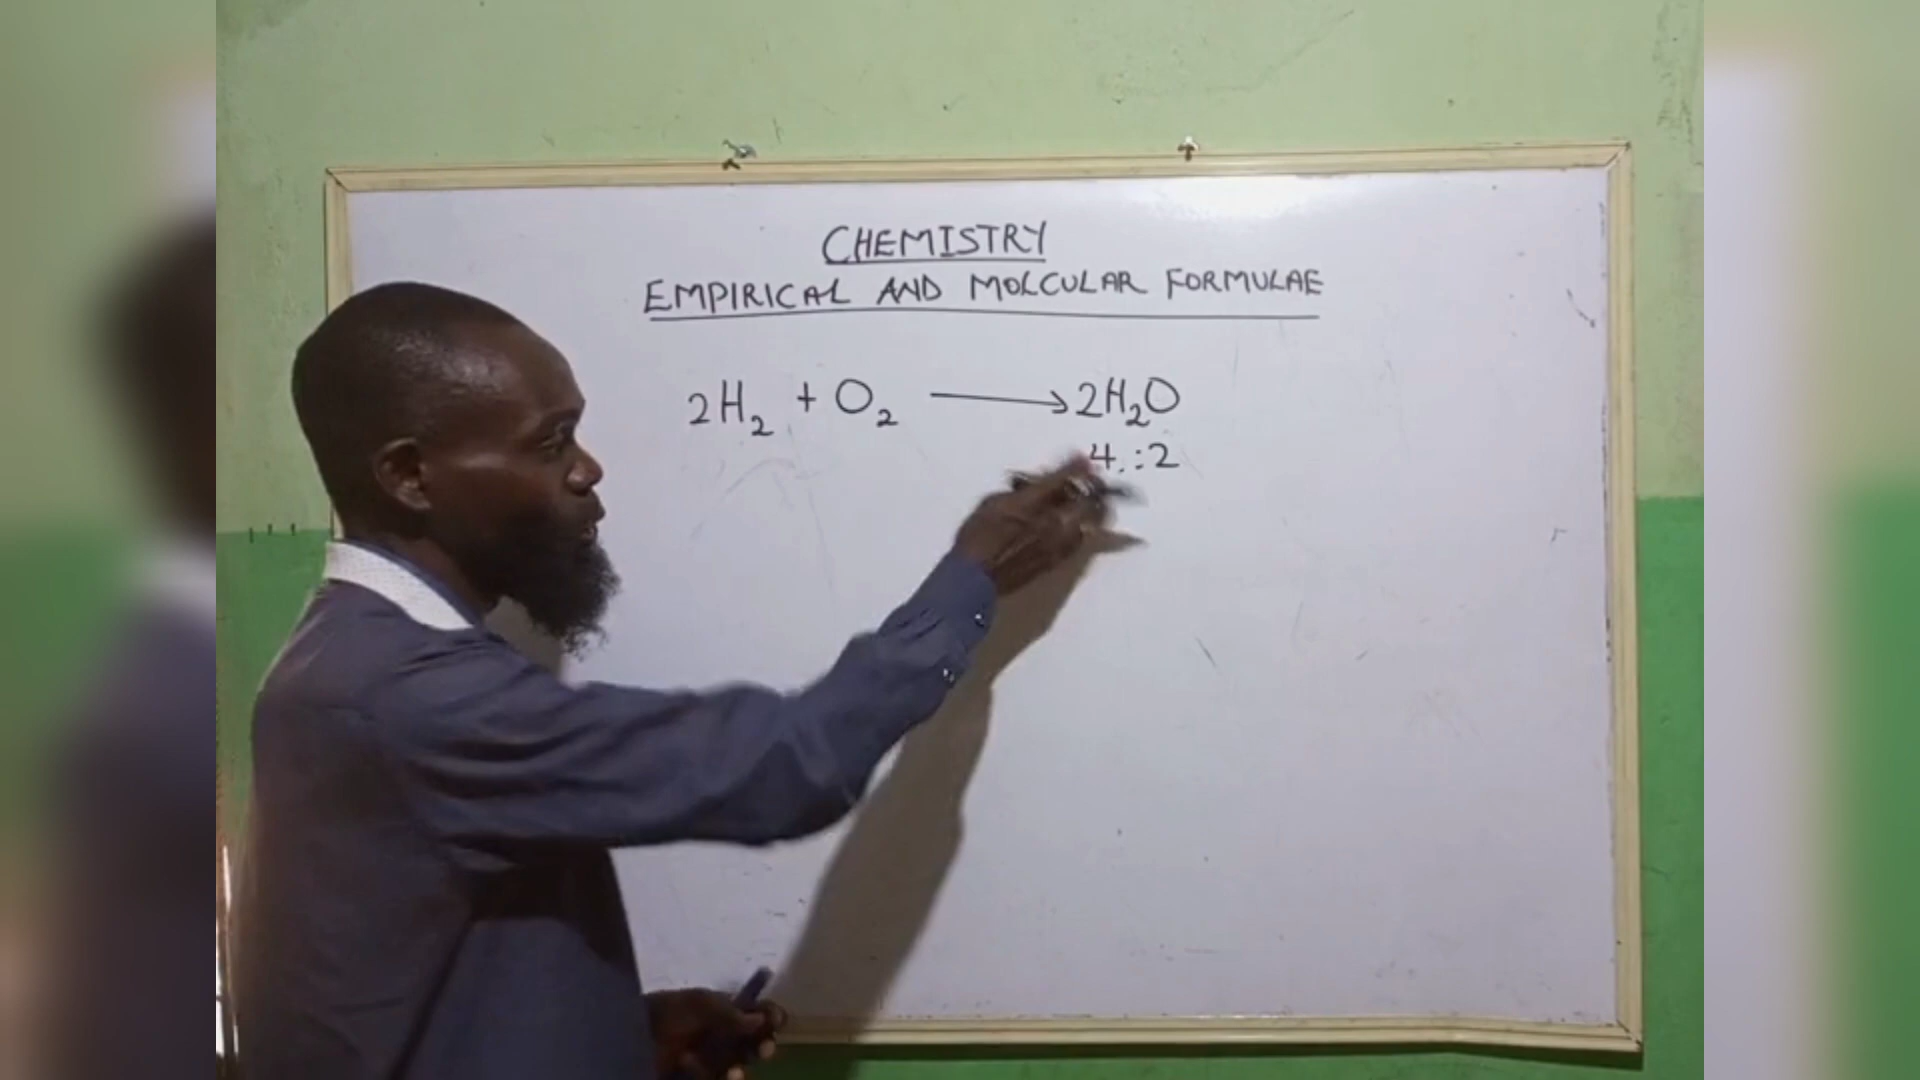 CHEMISTRY
EMPIRICAL AND MOLCULAR FORMULAE
2H₂ + O₂ ⟶ 2H₂O
4 : 2